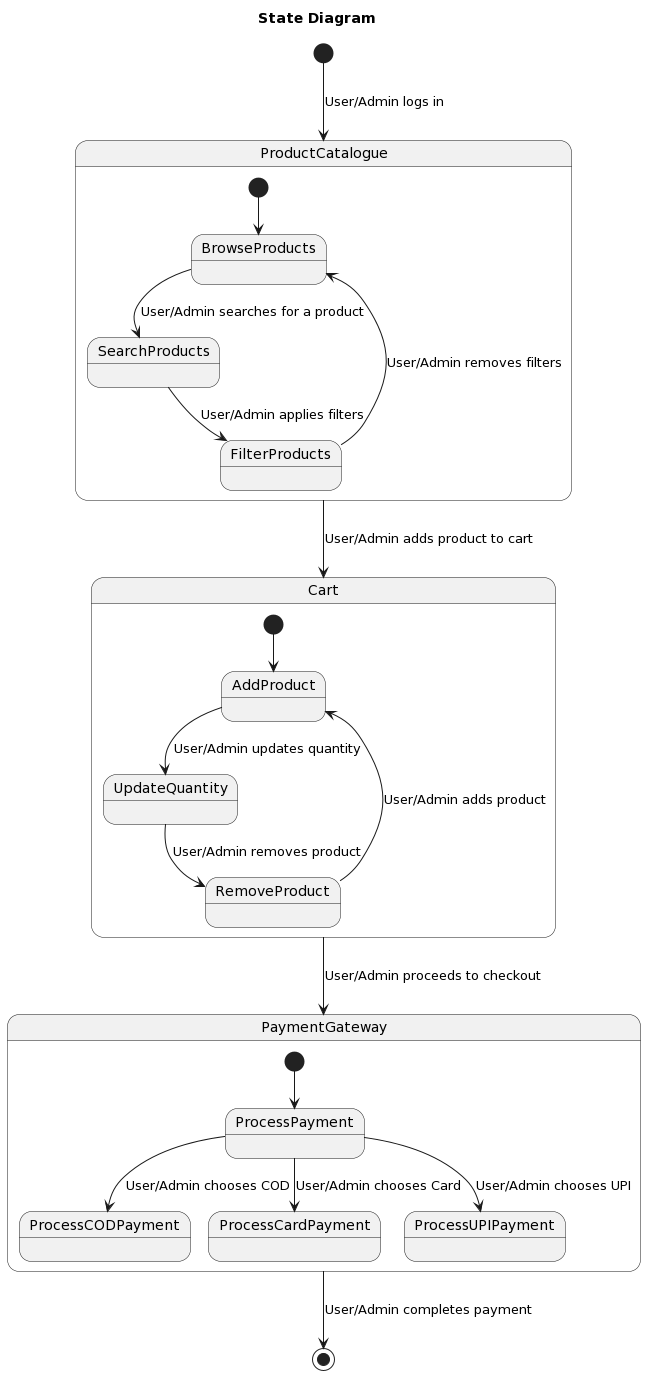 State Diagram
User/Admin logs in
ProductCatalogue
BrowseProducts
User/Admin searches for a product
SearchProducts
User/Admin removes filters
User/Admin applies filters
FilterProducts
User/Admin adds product to cart
Cart
AddProduct
User/Admin updates quantity
UpdateQuantity
User/Admin adds product
User/Admin removes product
RemoveProduct
User/Admin proceeds to checkout
PaymentGateway
ProcessPayment
User/Admin chooses COD
User/Admin chooses Card
User/Admin chooses UPI
ProcessCODPayment
ProcessCardPayment
ProcessUPIPayment
User/Admin completes payment